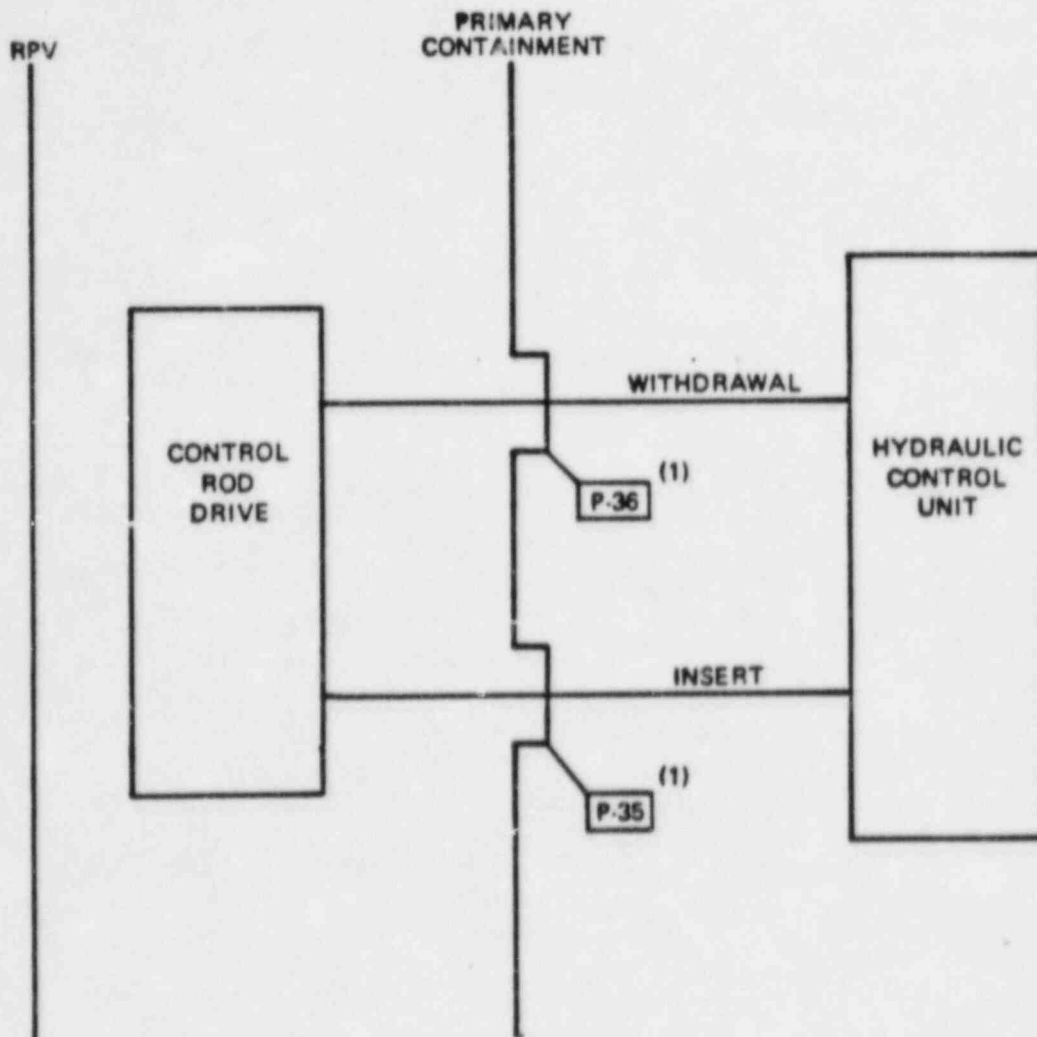 RPV
PRIMARY
CONTAINMENT
WITHDRAWAL
CONTROL
ROD
DRIVE
HYDRAULIC
CONTROL
UNIT
(1)
P-36
INSERT
(1)
P-35